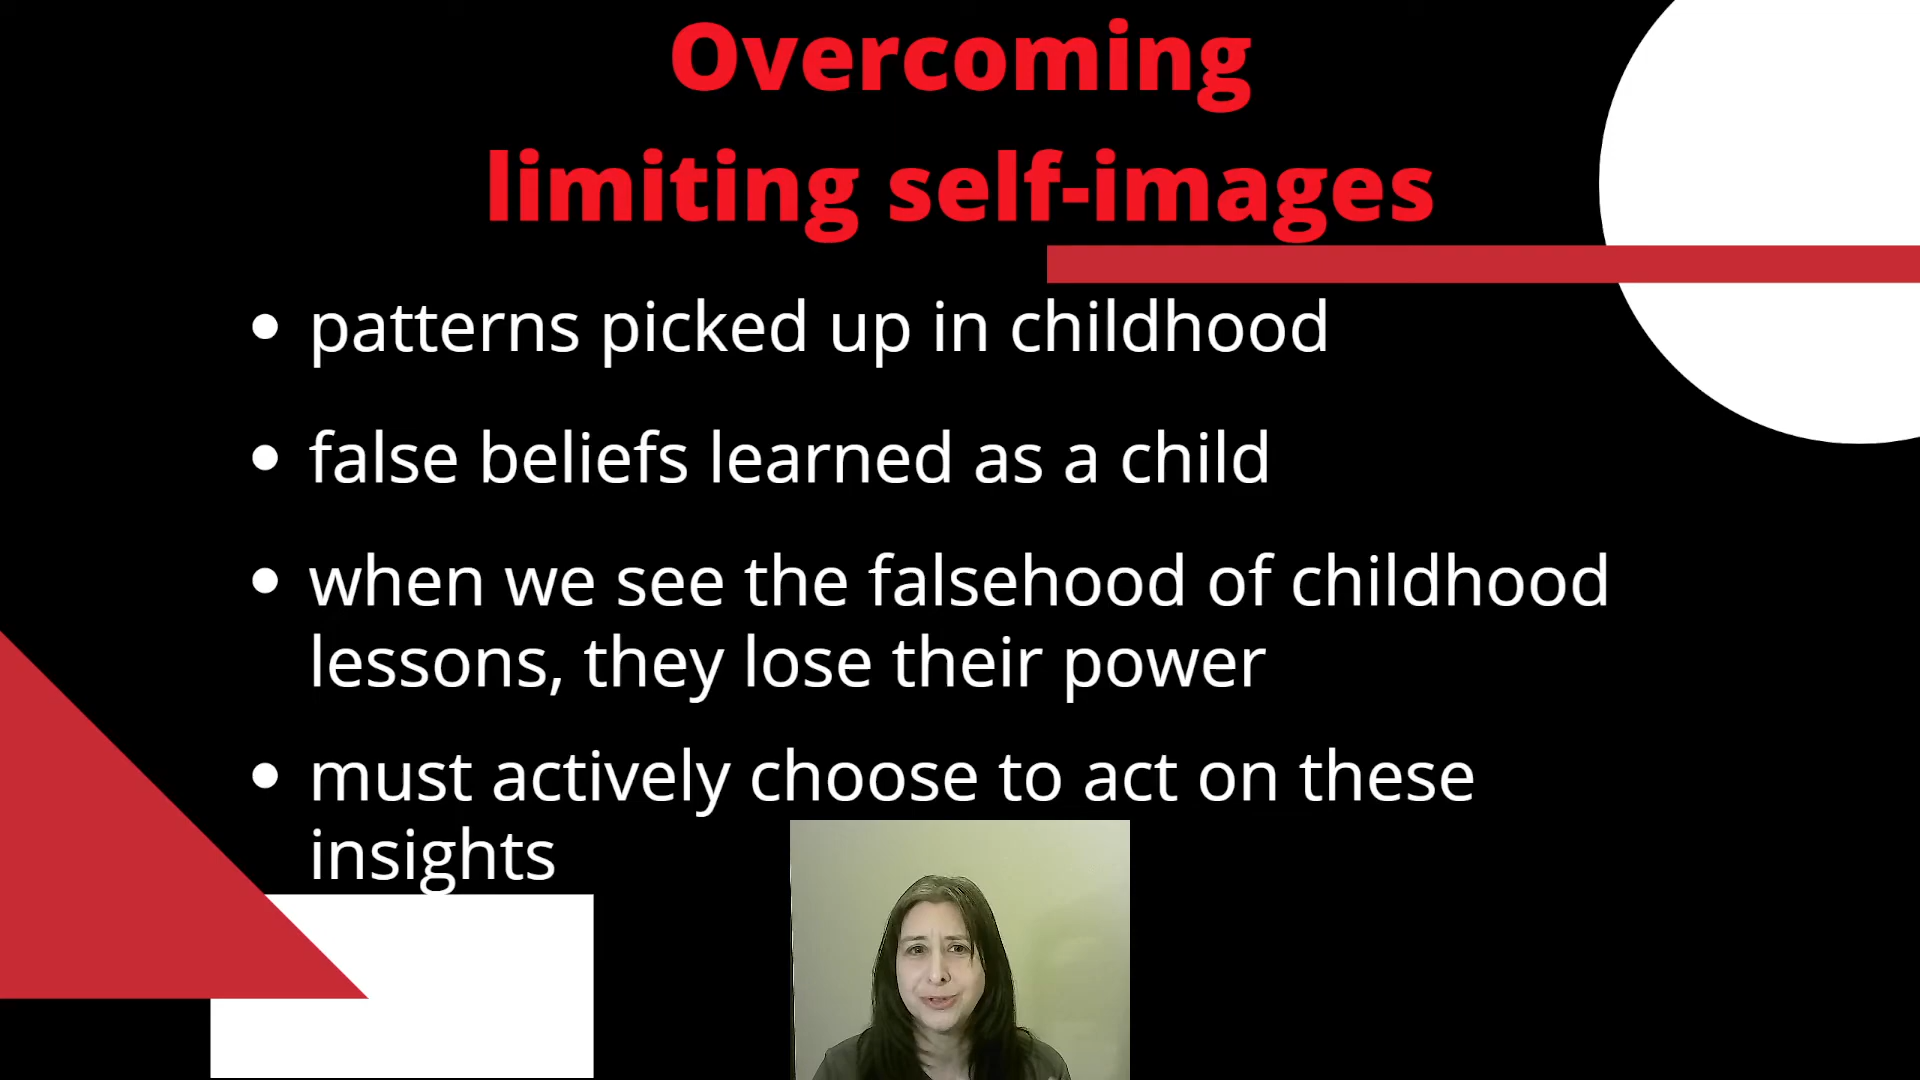 Overcoming
limiting self-images
• patterns picked up in childhood
• false beliefs learned as a child
• when we see the falsehood of childhood
lessons, they lose their power
• must actively choose to act on these
insights